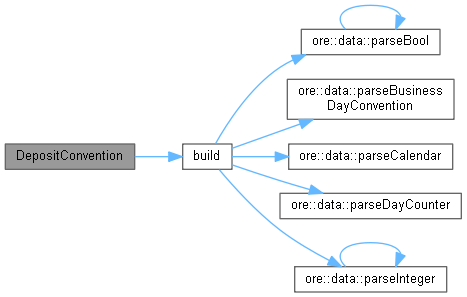 ore::data::parseBool
ore::data::parseBusiness
DayConvention
DepositConvention
build
ore::data::parseCalendar
ore::data::parseDayCounter
ore::data::parseInteger